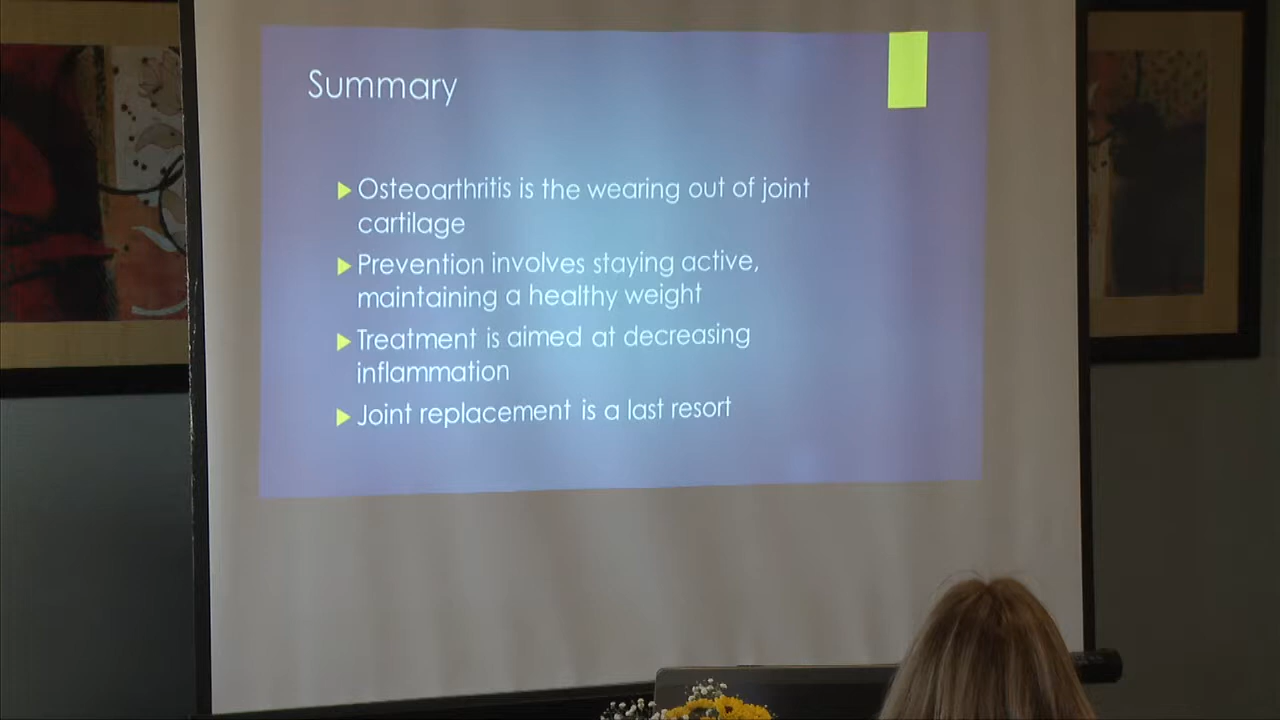 Summary
Osteoarthritis is the wearing out of joint
cartilage
Prevention involves staying active,
maintaining a healthy weight
Treatment is aimed at decreasing
inflammation
Joint replacement is a last resort